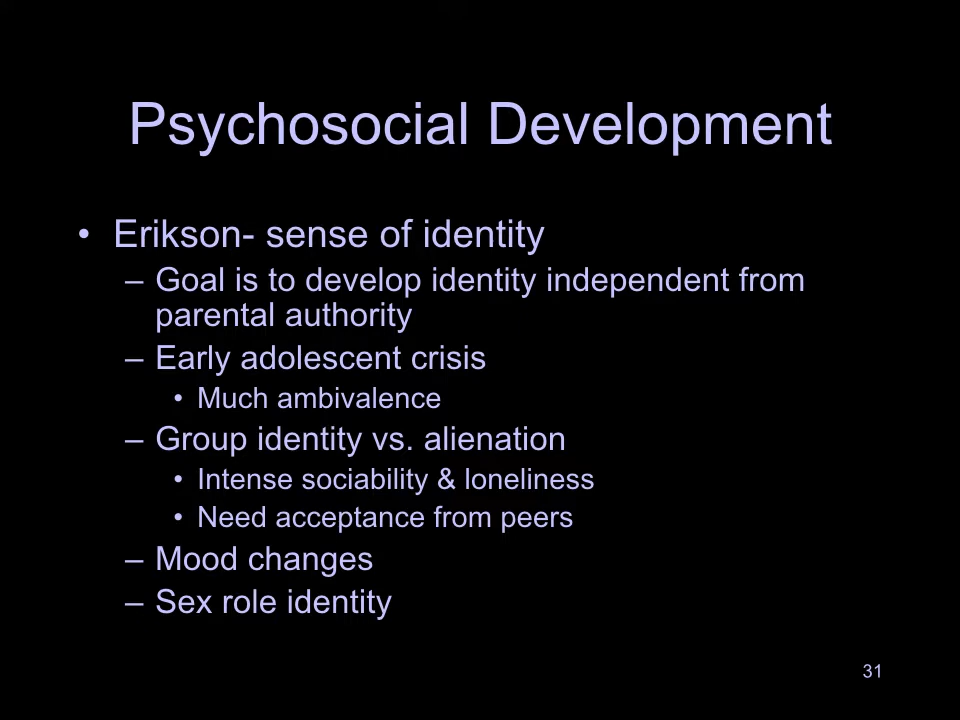 Psychosocial Development
• Erikson- sense of identity
– Goal is to develop identity independent from
parental authority
– Early adolescent crisis
• Much ambivalence
– Group identity vs. alienation
• Intense sociability & loneliness
• Need acceptance from peers
– Mood changes
– Sex role identity
31